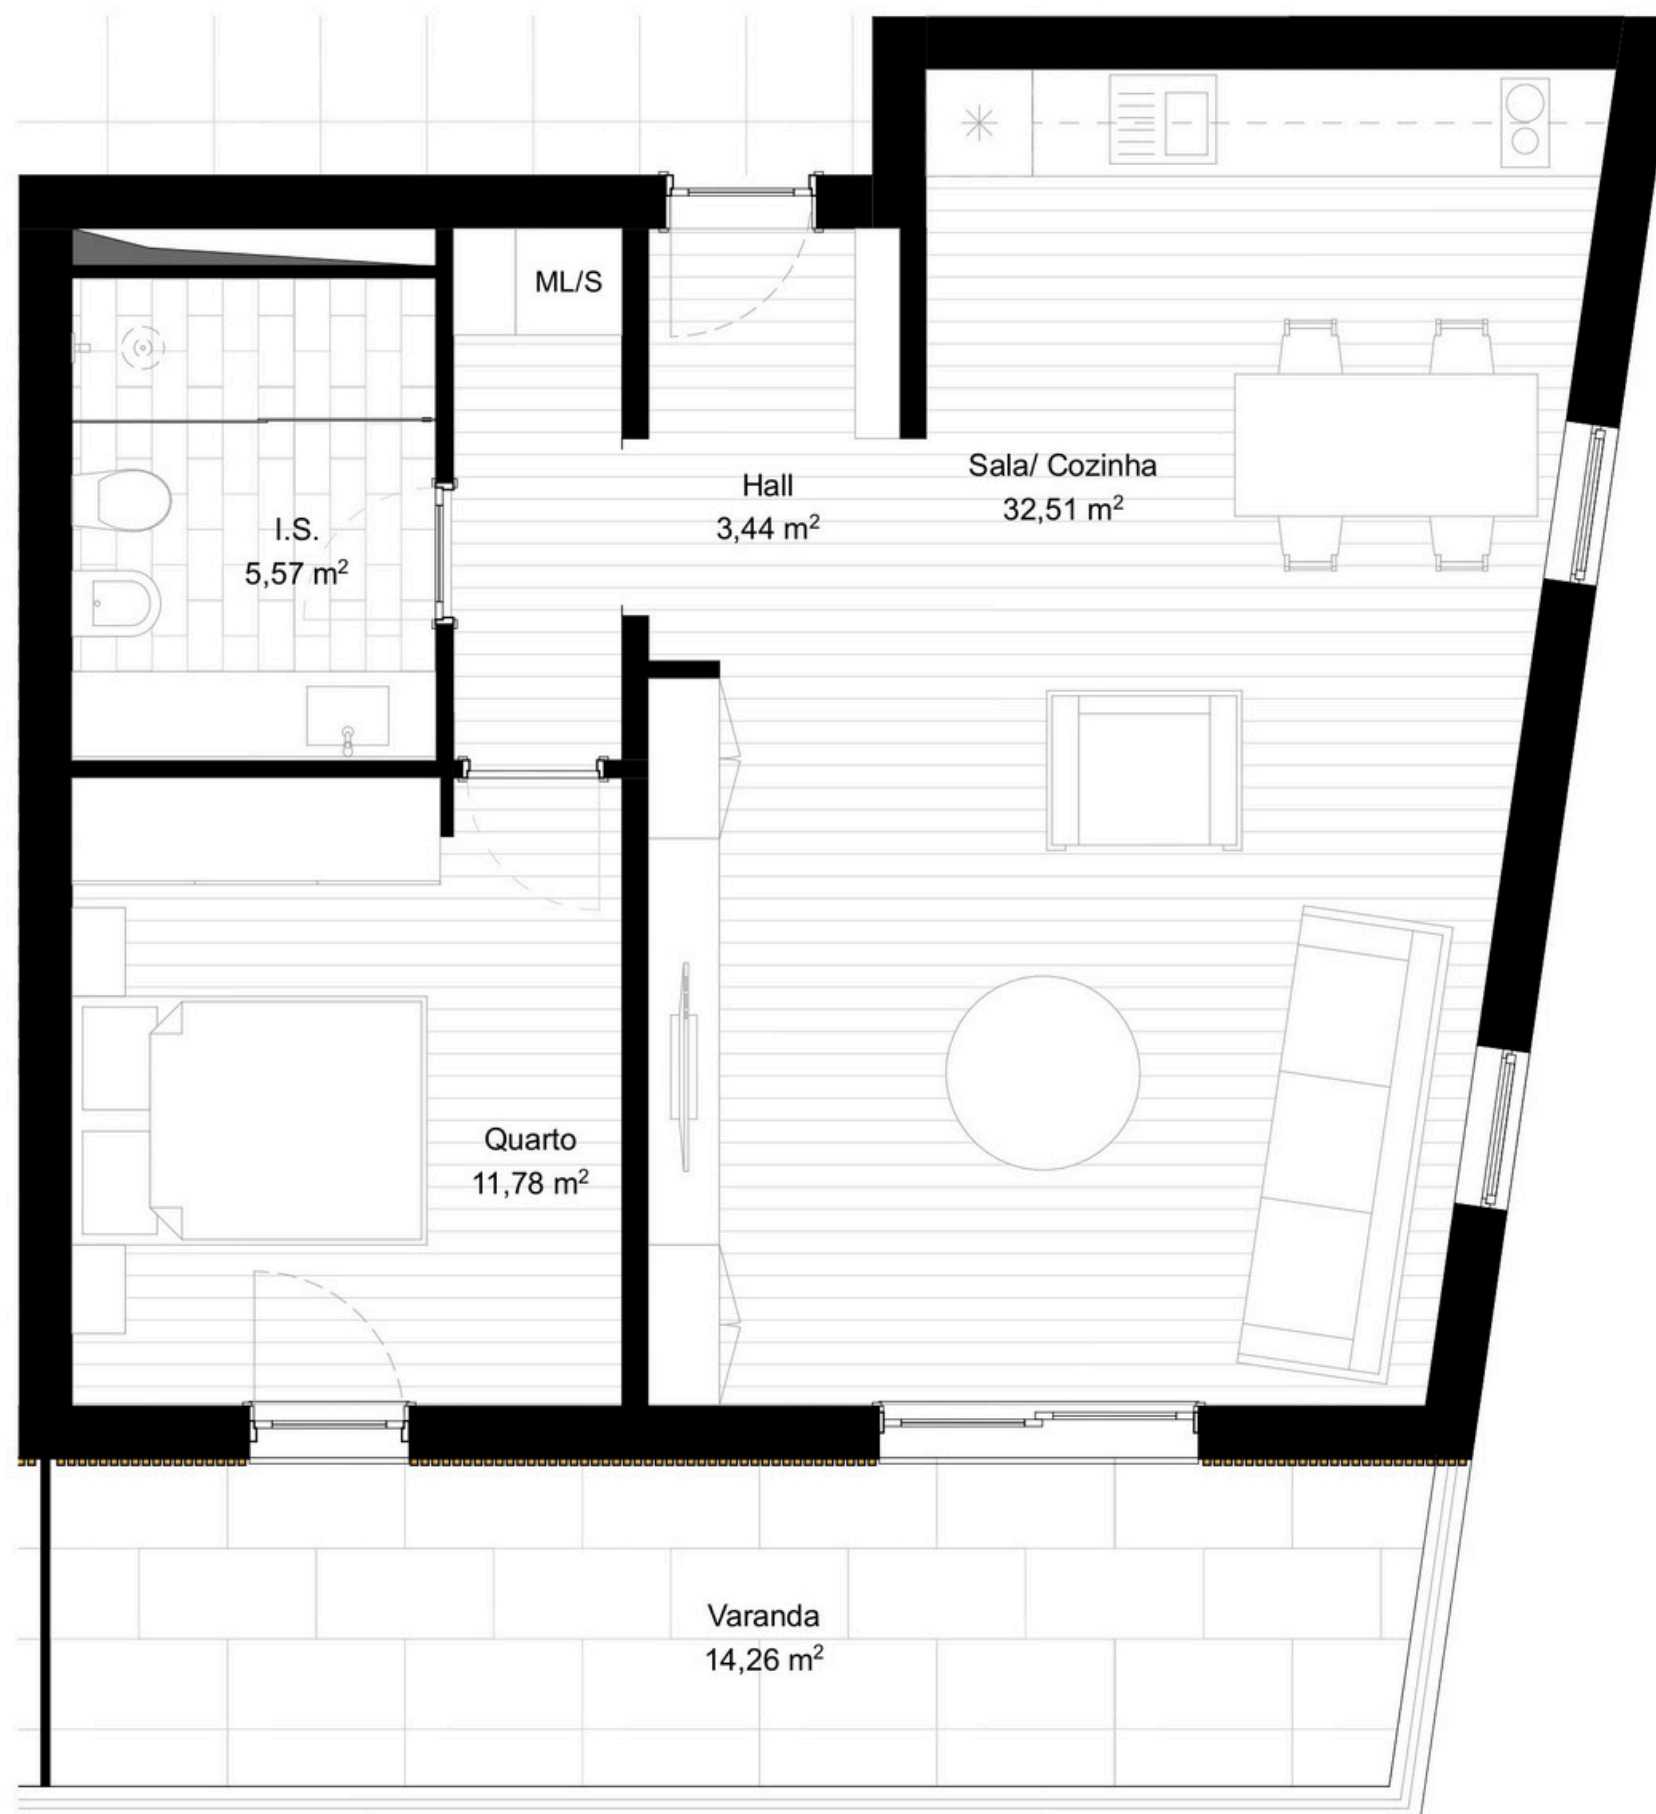 ML/S
Sala/ Cozinha
32,51 m²
Hall
3,44 m²
I.S.
5,57 m²
Quarto
11,78 m²
Varanda
14,26 m²